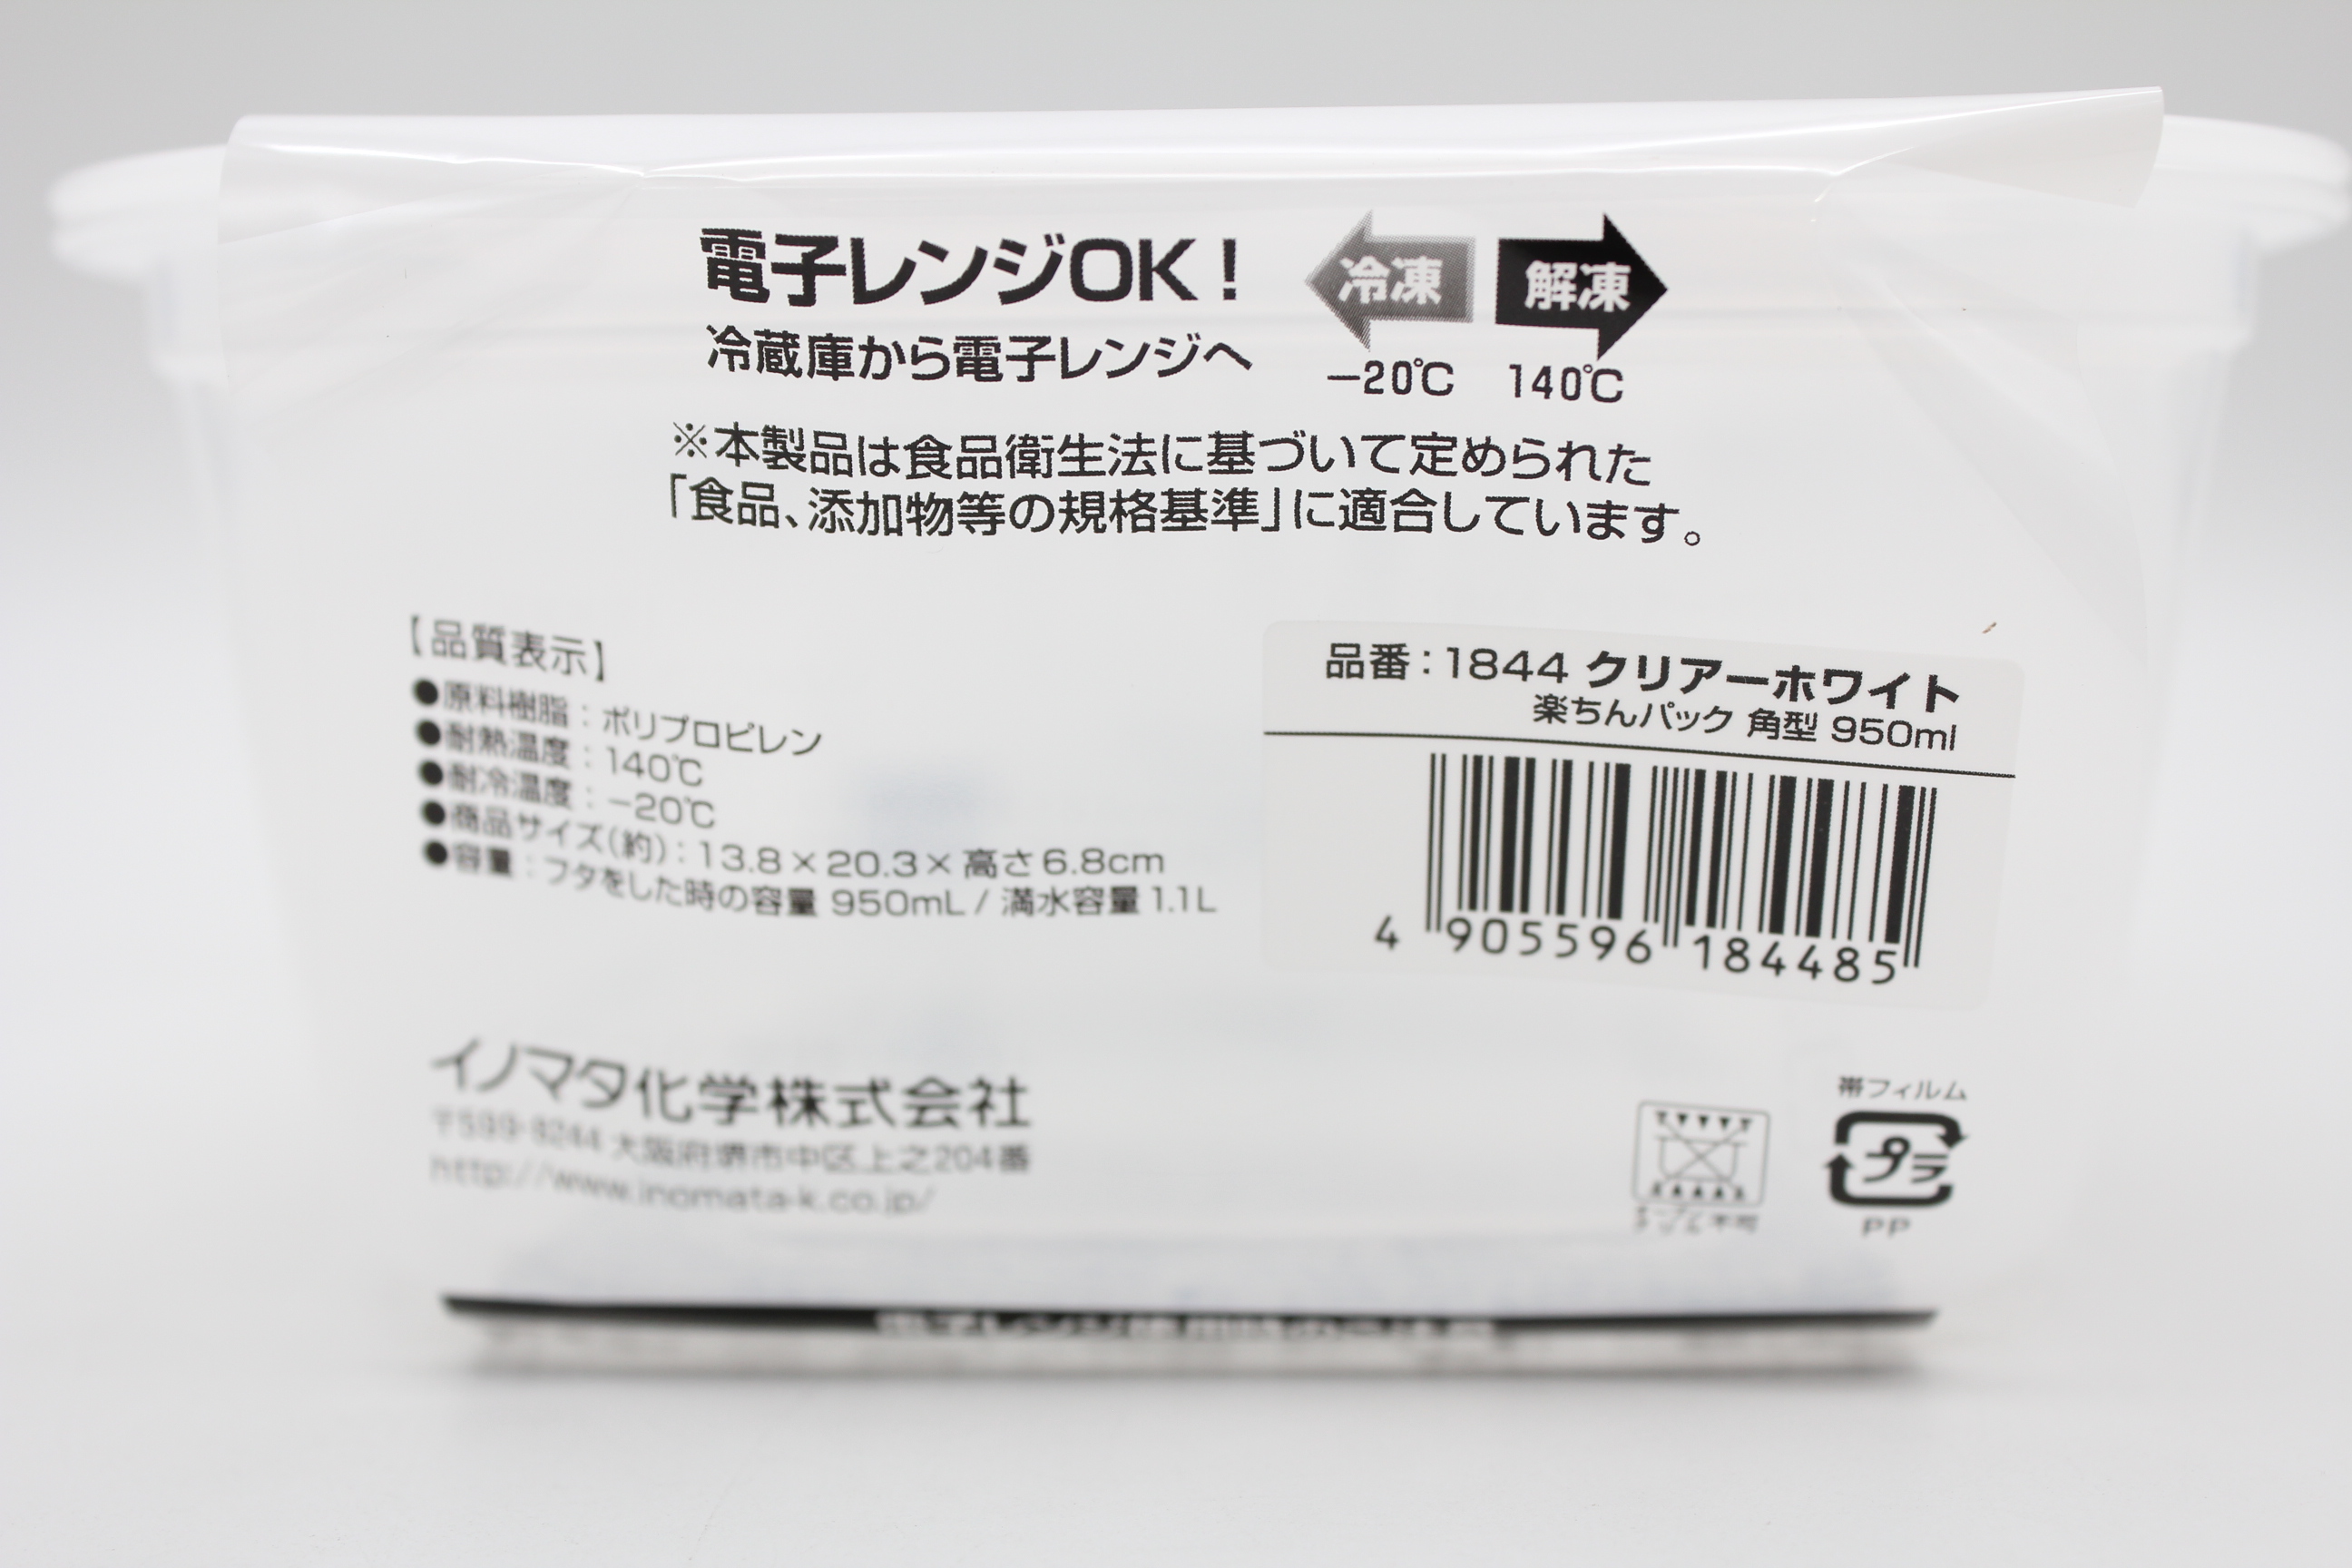 電子レンジOK!
冷凍 解凍
冷蔵庫から電子レンジへ
−20℃ 140℃
※本製品は食品衛生法に基づいて定められた
「食品、添加物等の規格基準」に適合しています。
【品質表示】
●原料樹脂：ポリプロピレン
●耐熱温度：140℃
●耐冷温度：−20℃
●商品サイズ(約)：13.8×20.3×高さ6.8cm
●容量：フタをした時の容量 950mL/満水容量1.1L
品番：1844 クリアーホワイト
楽ちんパック 角型 950ml
4 905596 184485
イノマタ化学株式会社
〒599-8244 大阪府堺市中区上之204番
http://www.inomata-k.co.jp/
帯フィルム
プラ
PP